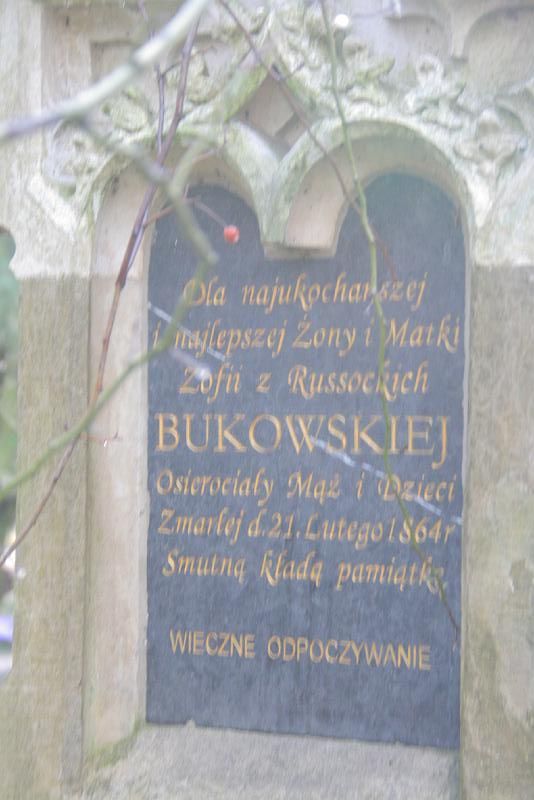 Dla najukochańszej
i najlepszej Żony i Matki
Zofii z Russockich
BUKOWSKIEJ
Osierociały Mąż i Dzieci
Zmarłej d.21.Lutego 1864r
Smutną kładą pamiątkę
WIECZNE ODPOCZYWANIE